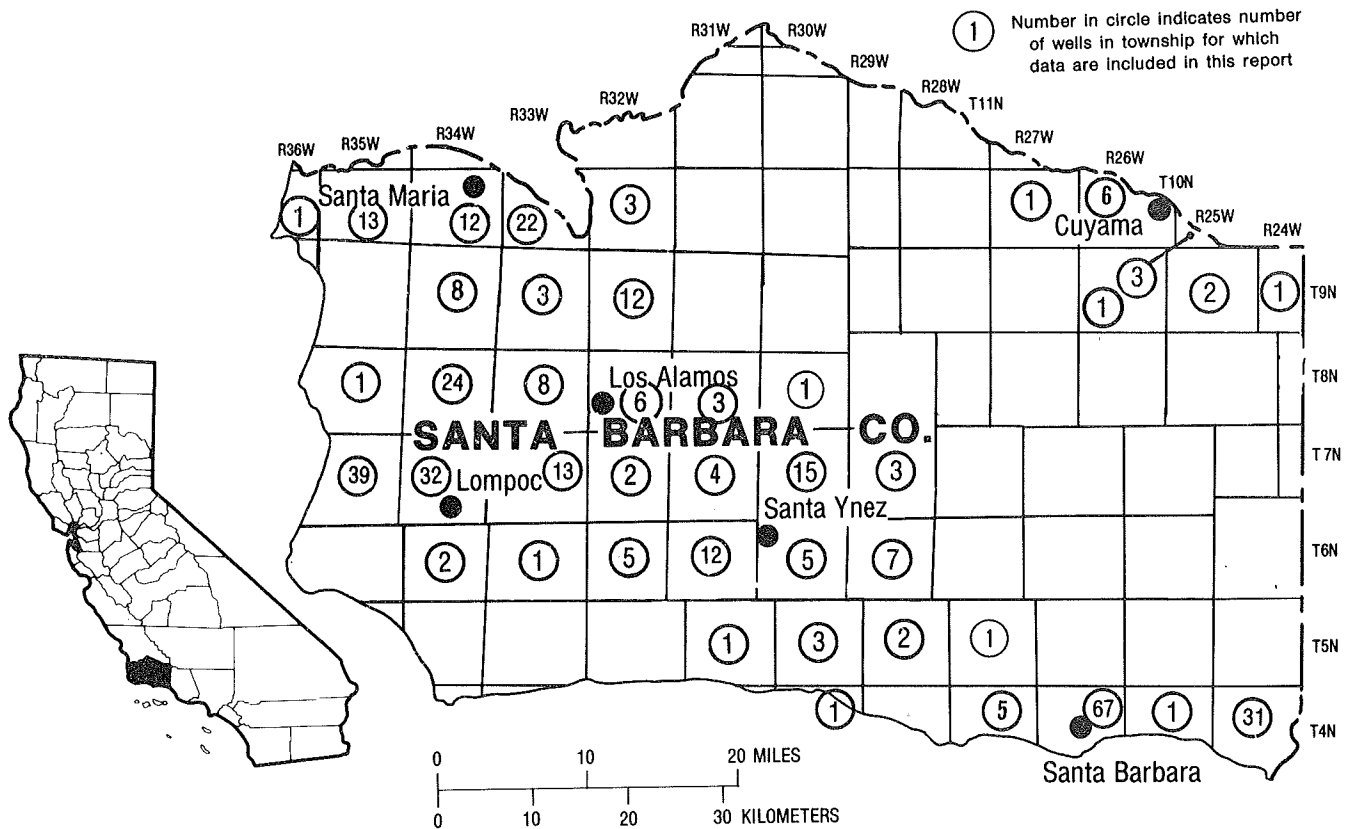 1 Number in circle indicates number
of wells in township for which
data are included in this report
R31W R30W
R29W
R28W
T11N
R33W R32W
R27W
R36W R35W R34W
R26W
T10N
R25W
R24W
Santa Maria
1 13 12 22 3
1 6
Cuyama
8 3 12
3
1 2 1 T9N
1 24 8
Los Alamos
6 3 1
T8N
SANTA BARBARA CO.
39 32 13 2 4 15 3
T7N
Lompoc
Santa Ynez
2 1 5 12 5 7
T6N
1 3 2 1
T5N
1 5 67 1 31
T4N
Santa Barbara
0 10 20 MILES
0 10 20 30 KILOMETERS